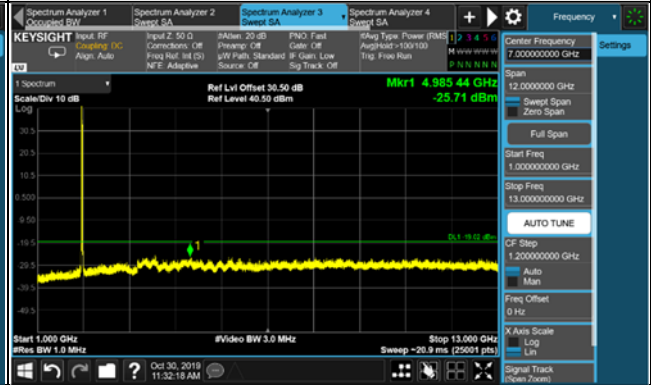 Spectrum Analyzer 1
Occupied BW
Spectrum Analyzer 2
Swept SA
Spectrum Analyzer 3
Swept SA
Spectrum Analyzer 4
Swept SA
Frequency
KEYSIGHT
Input: RF
Coupling: DC
Align: Auto
Input Z: 50 Ω
Corrections: Off
Freq Ref: Int (S)
NFE: Adaptive
#Atten: 20 dB
Preamp: Off
µW Path: Standard
Source: Off
PNO: Fast
Gate: Off
IF Gain: Low
Sig Track: Off
#Avg Type: Power (RMS
Avg|Hold:>100/100
Trig: Free Run
1 2 3 4 5 6
M W W W W W
P N N N N N
LXI
1 Spectrum
Scale/Div 10 dB
Log
Ref Lvl Offset 30.50 dB
Ref Level 40.50 dBm
Mkr1 4.985 44 GHz
-25.71 dBm
30.5
20.5
10.5
0.500
-9.50
-19.5
-29.5
-39.5
-49.5
1
DL1 -19.02 dBm
Start 1.000 GHz
#Res BW 1.0 MHz
#Video BW 3.0 MHz
Stop 13.000 GHz
Sweep ~20.9 ms (25001 pts)
Center Frequency
7.000000000 GHz
Span
12.0000000 GHz
Swept Span
Zero Span
Full Span
Start Freq
1.000000000 GHz
Stop Freq
13.000000000 GHz
AUTO TUNE
CF Step
1.200000000 GHz
Auto
Man
Freq Offset
0 Hz
X Axis Scale
Log
Lin
Signal Track
(Span Zoom)
Settings
?
Oct 30, 2019
11:32:18 AM